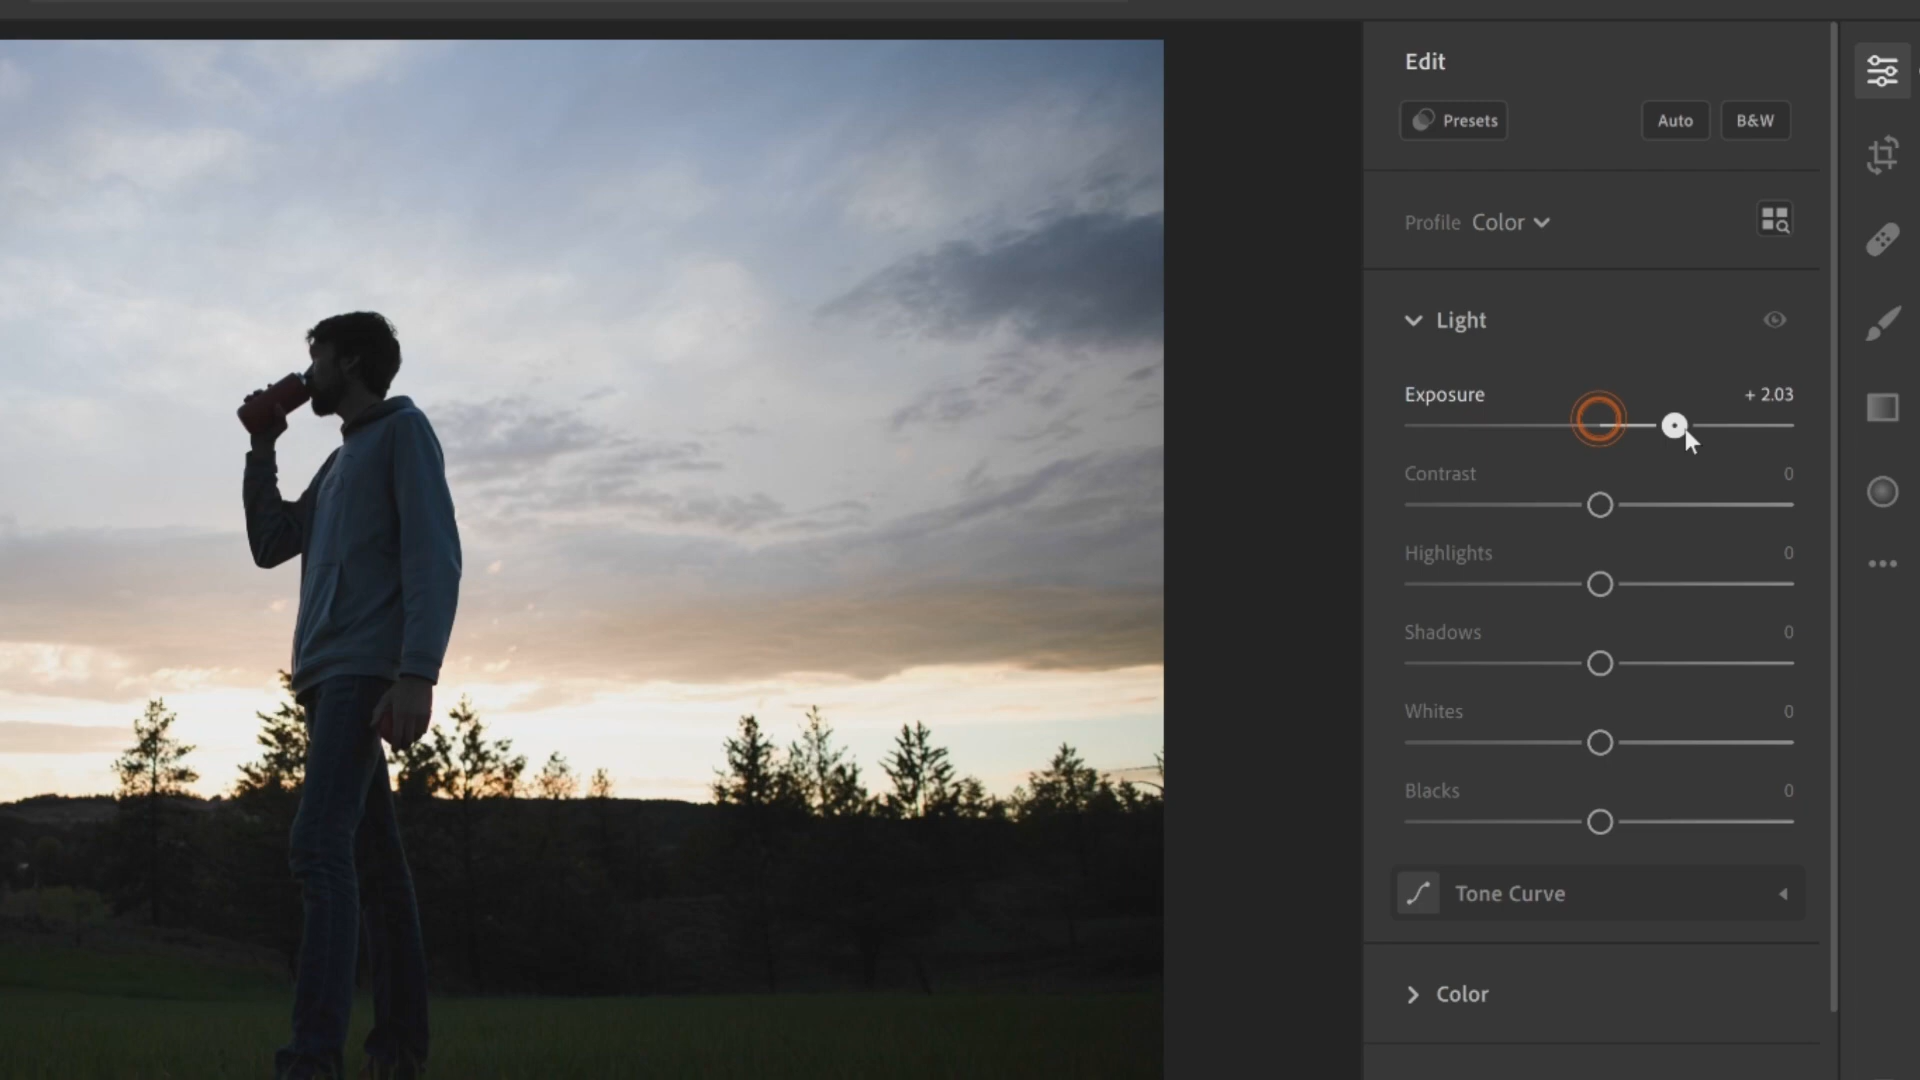 Edit
Presets Auto B&W
Profile Color
Light
Exposure + 2.03
Contrast 0
Highlights 0
Shadows 0
Whites 0
Blacks 0
Tone Curve
Color